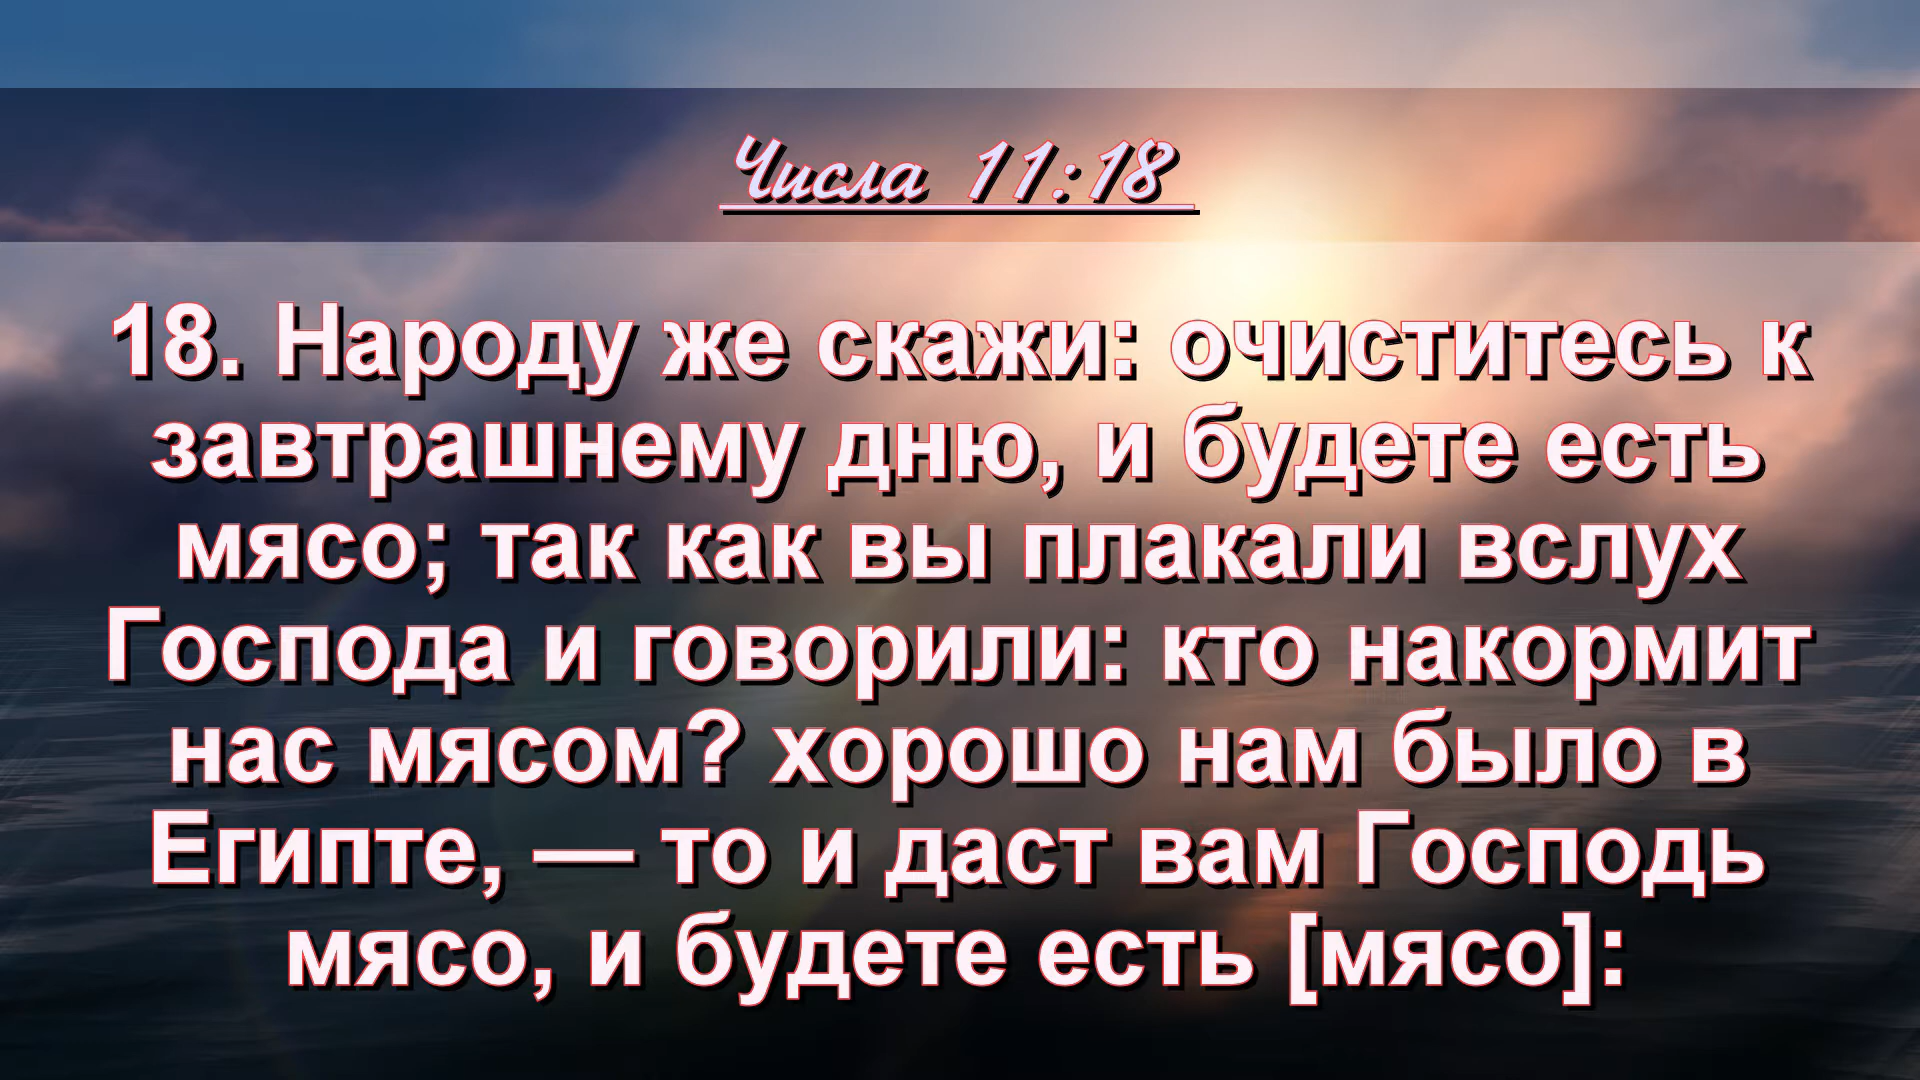 Числа 11:18
18. Народу же скажи: очиститесь к
завтрашнему дню, и будете есть
мясо; так как вы плакали вслух
Господа и говорили: кто накормит
нас мясом? хорошо нам было в
Египте, — то и даст вам Господь
мясо, и будете есть [мясо]: